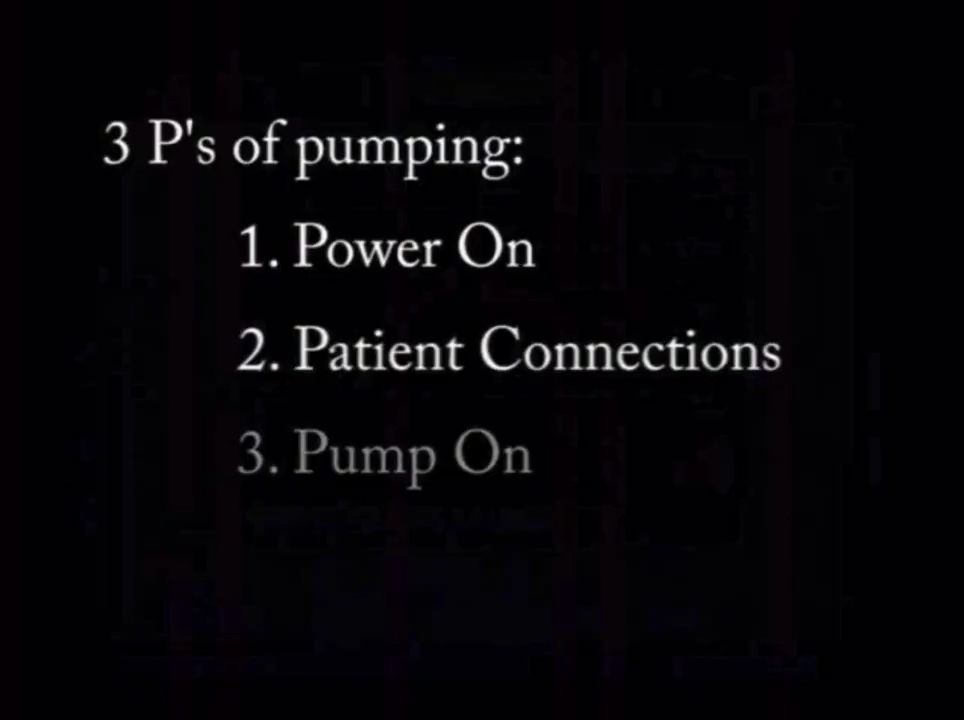 3 P's of pumping:
1. Power On
2. Patient Connections
3. Pump On